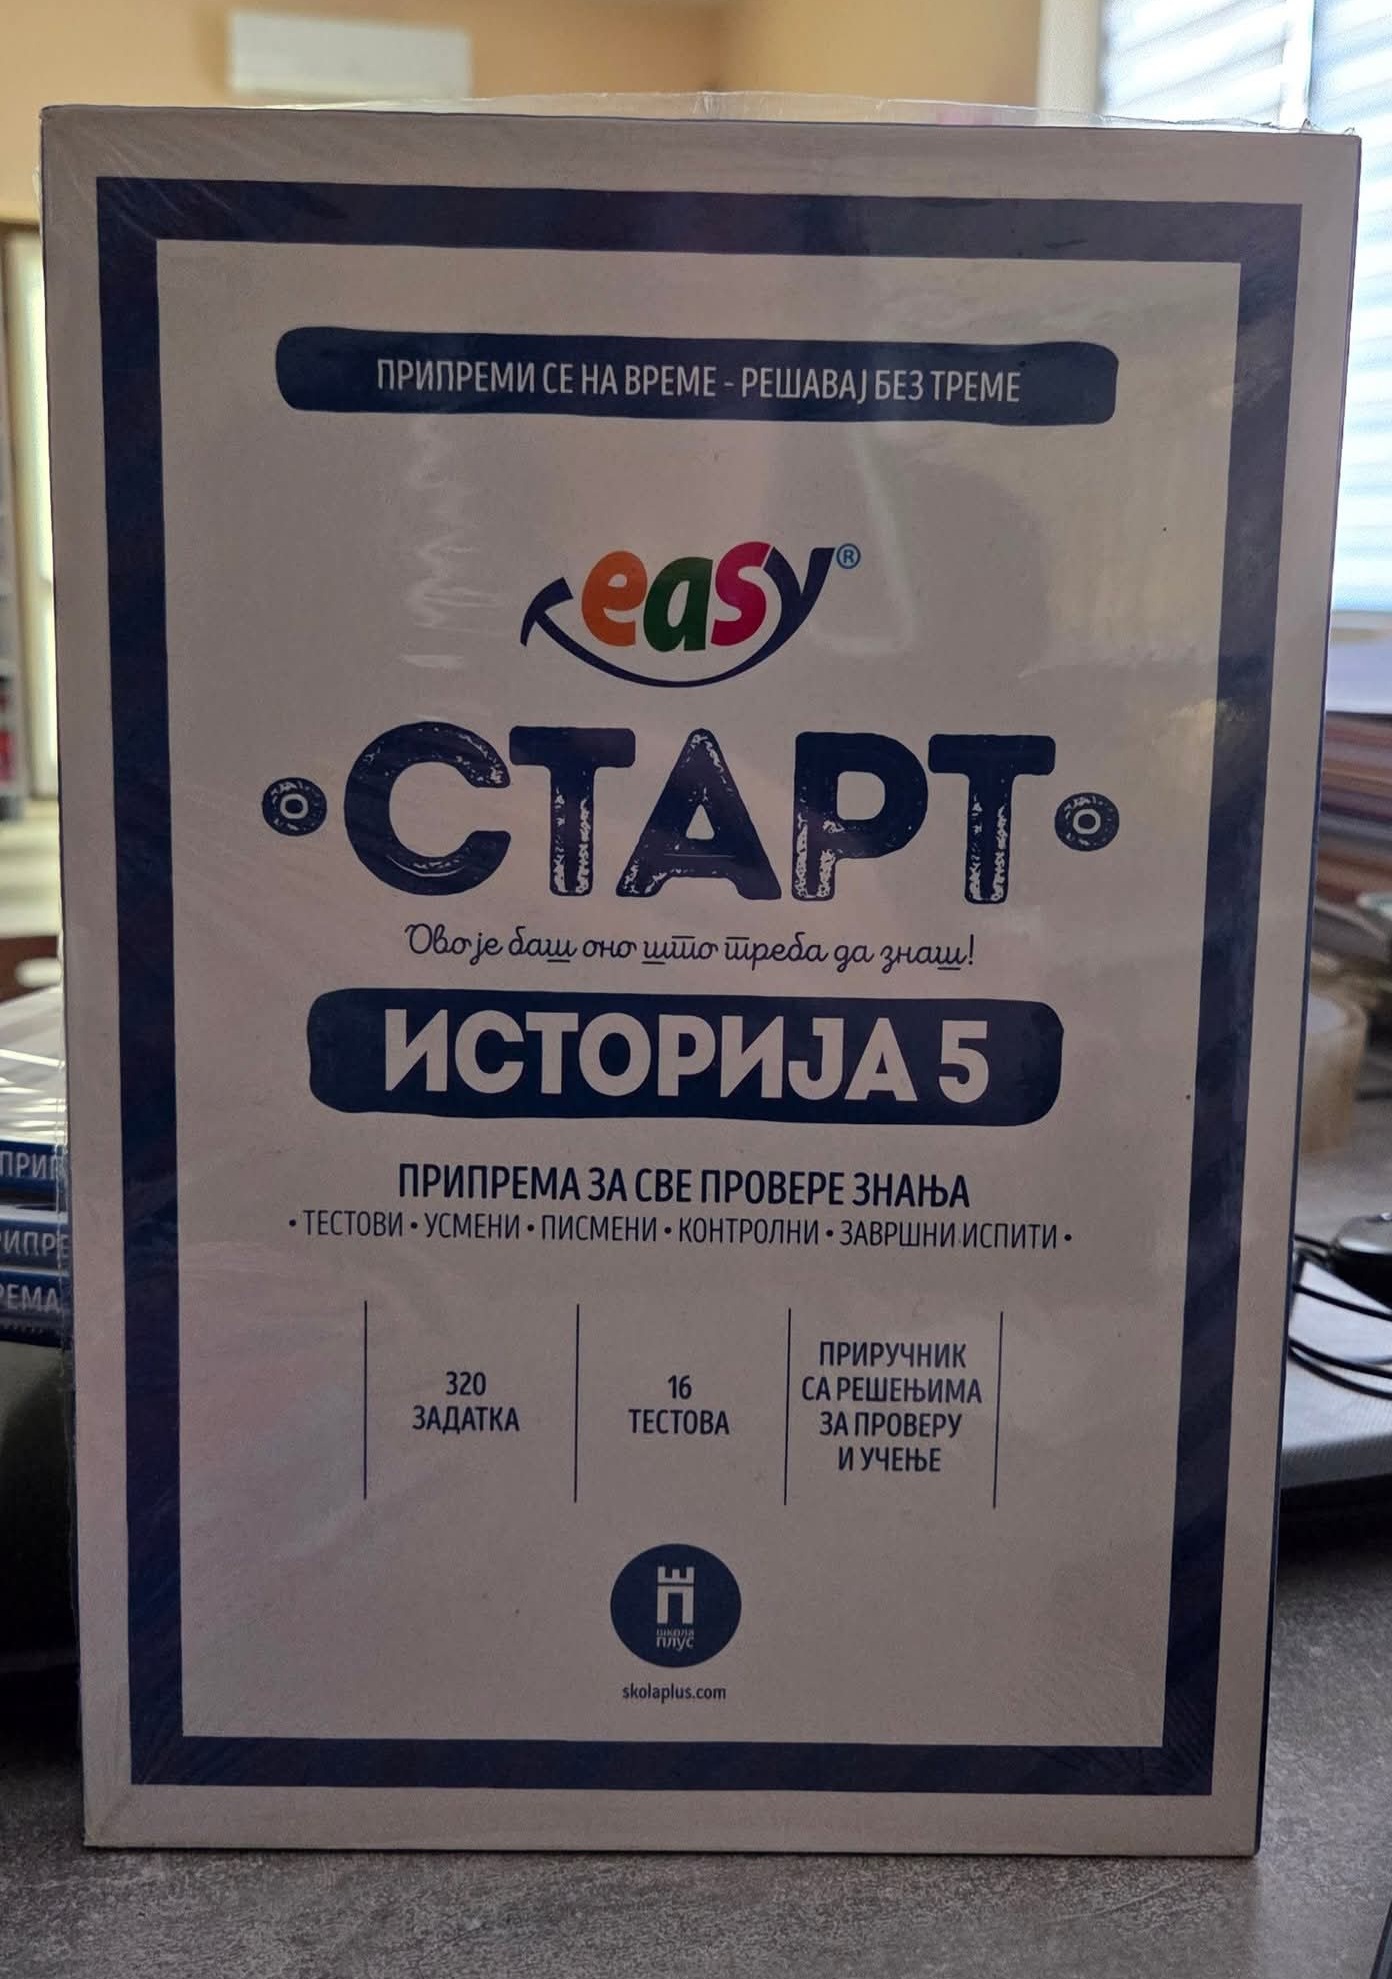 ПРИПРЕМИ СЕ НА ВРЕМЕ - РЕШАВАЈ БЕЗ ТРЕМЕ
easy®
СТАРТ
Ово је баш оно што треба да знаш!
ИСТОРИЈА 5
ПРИПРЕМА ЗА СВЕ ПРОВЕРЕ ЗНАЊА
• ТЕСТОВИ • УСМЕНИ • ПИСМЕНИ • КОНТРОЛНИ • ЗАВРШНИ ИСПИТИ •
320
ЗАДАТКА
16
ТЕСТОВА
ПРИРУЧНИК
СА РЕШЕЊИМА
ЗА ПРОВЕРУ
И УЧЕЊЕ
школа
плус
skolaplus.com